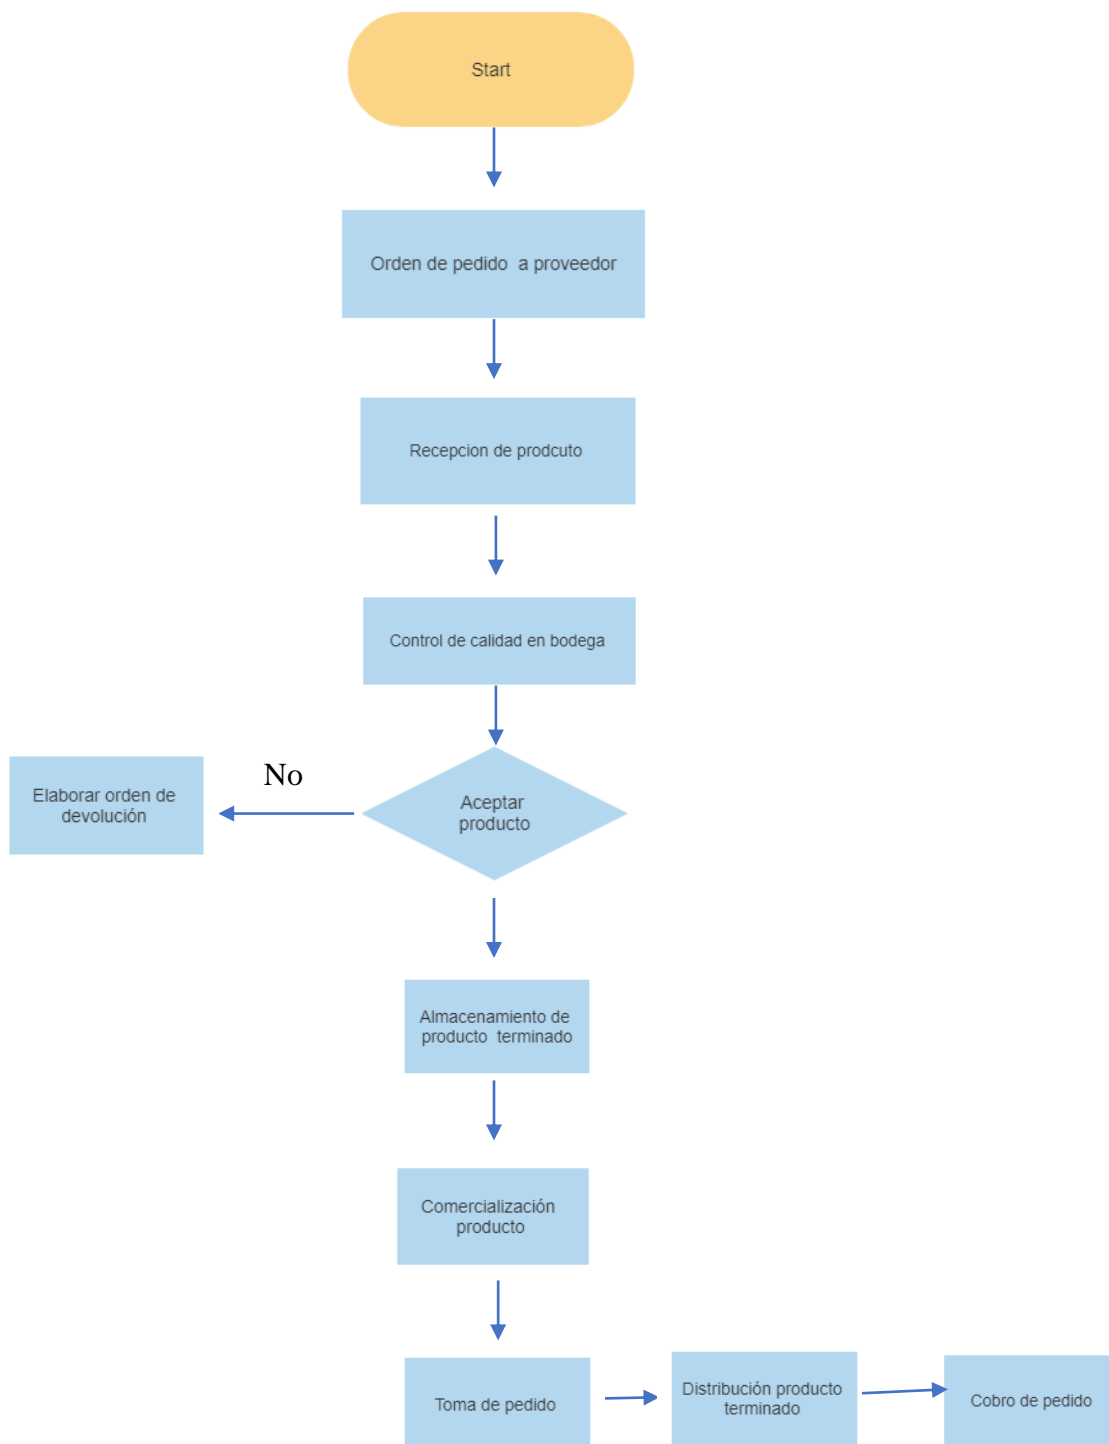 Start
Orden de pedido  a proveedor
Recepcion de prodcuto
Control de calidad en bodega
No
Elaborar orden de
devolución
Aceptar
producto
Almacenamiento de
producto  terminado
Comercialización
producto
Toma de pedido
Distribución producto
terminado
Cobro de pedido